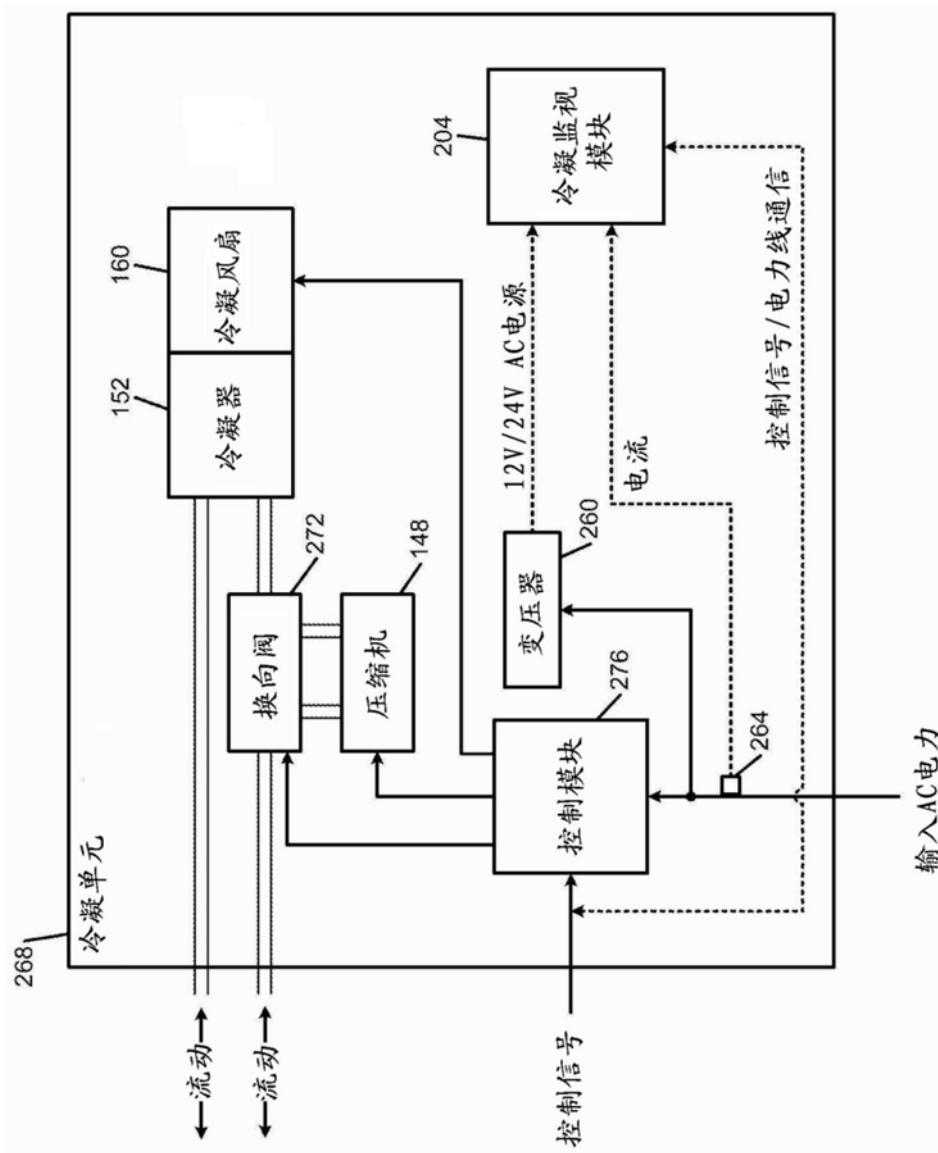 268
冷凝单元
流动
流动
152
160
冷凝器
冷凝风扇
换向阀
272
压缩机
148
204
冷凝监视
模块
12V/24V AC电源
电流
变压器
260
控制模块
276
264
控制信号/电力线通信
控制信号
输入AC电力